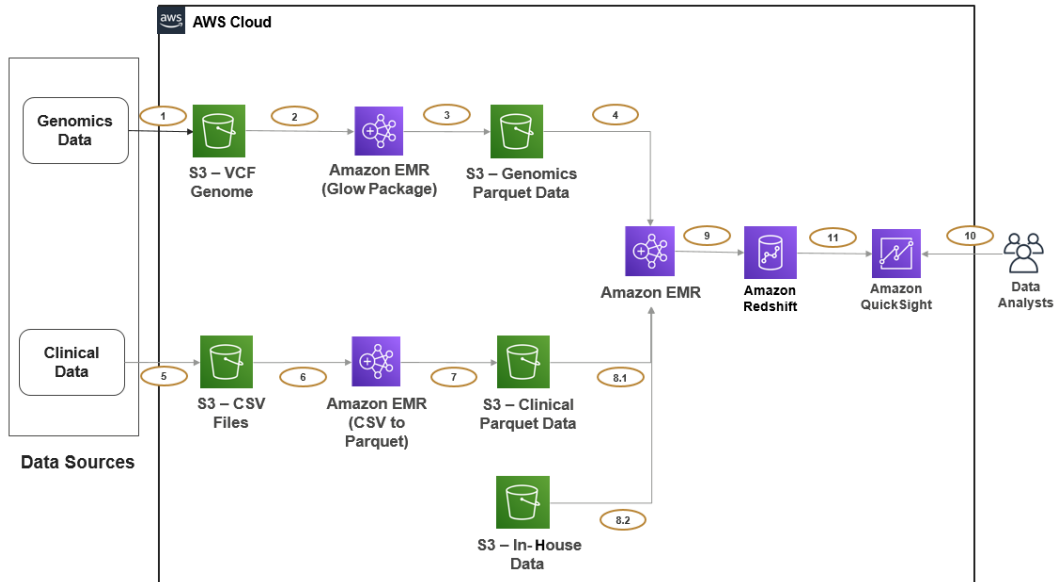 aws
AWS Cloud
Genomics
Data
1
2
3
4
S3 – VCF
Genome
Amazon EMR
(Glow Package)
S3 – Genomics
Parquet Data
9
11
10
Amazon EMR
Amazon
Redshift
Amazon
QuickSight
Data
Analysts
Clinical
Data
5
6
7
8.1
S3 – CSV
Files
Amazon EMR
(CSV to
Parquet)
S3 – Clinical
Parquet Data
Data Sources
8.2
S3 – In-House
Data